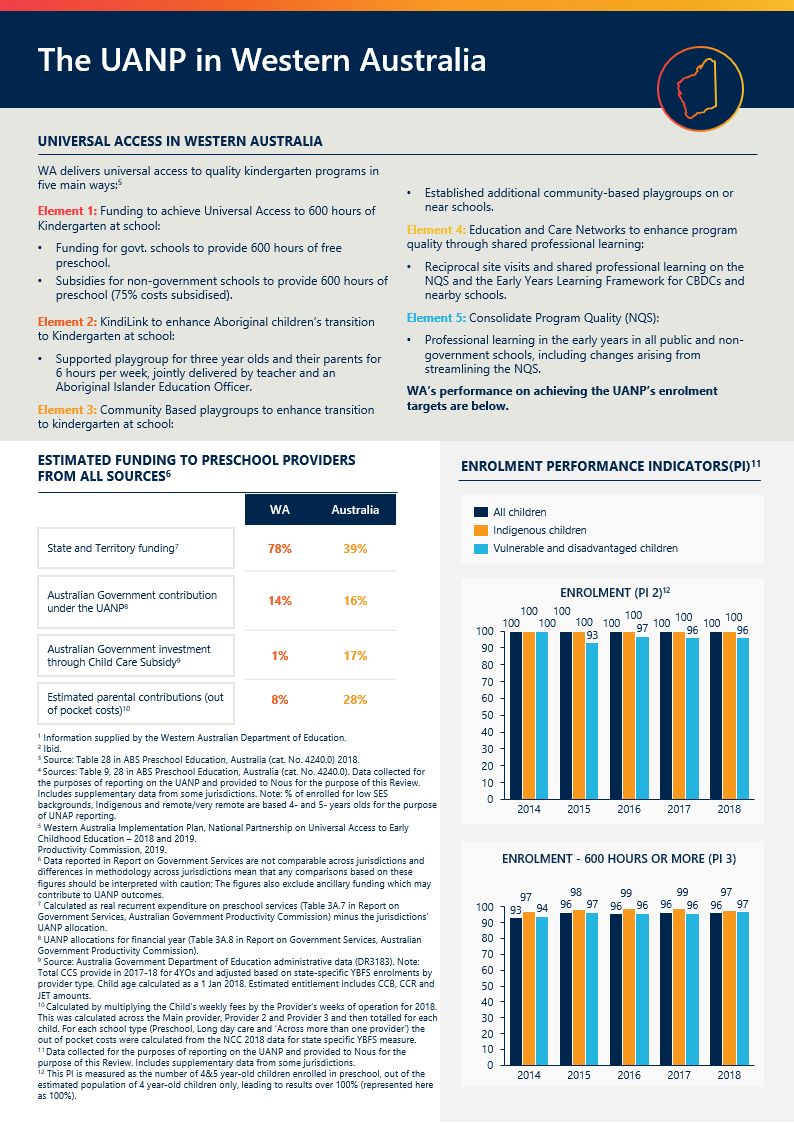 The UANP in Western Australia
UNIVERSAL ACCESS IN WESTERN AUSTRALIA
WA delivers universal access to quality kindergarten programs in
five main ways:⁵
Element 1: Funding to achieve Universal Access to 600 hours of
Kindergarten at school:
• Funding for govt. schools to provide 600 hours of free
preschool.
• Subsidies for non-government schools to provide 600 hours of
preschool (75% costs subsidised).
Element 2: KindiLink to enhance Aboriginal children's transition
to Kindergarten at school:
• Supported playgroup for three year olds and their parents for
6 hours per week, jointly delivered by teacher and an
Aboriginal Islander Education Officer.
Element 3: Community Based playgroups to enhance transition
to kindergarten at school:
• Established additional community-based playgroups on or
near schools.
Element 4: Education and Care Networks to enhance program
quality through shared professional learning:
• Reciprocal site visits and shared professional learning on the
NQS and the Early Years Learning Framework for CBDCs and
nearby schools.
Element 5: Consolidate Program Quality (NQS):
• Professional learning in the early years in all public and non-
government schools, including changes arising from
streamlining the NQS.
WA's performance on achieving the UANP's enrolment
targets are below.
ESTIMATED FUNDING TO PRESCHOOL PROVIDERS
FROM ALL SOURCES⁶
WA Australia
State and Territory funding⁷ 78% 39%
Australian Government contribution
under the UANP⁸ 14% 16%
Australian Government investment
through Child Care Subsidy⁹ 1% 17%
Estimated parental contributions (out
of pocket costs)¹⁰ 8% 28%
¹ Information supplied by the Western Australian Department of Education.
² Ibid.
³ Source: Table 28 in ABS Preschool Education, Australia (cat. No. 4240.0) 2018.
⁴ Sources: Table 9, 28 in ABS Preschool Education, Australia (cat. No. 4240.0). Data collected for
the purposes of reporting on the UANP and provided to Nous for the purpose of this Review.
Includes supplementary data from some jurisdictions. Note: % of enrolled for low SES
backgrounds, Indigenous and remote/very remote are based 4- and 5- years olds for the purpose
of UNAP reporting.
⁵ Western Australia Implementation Plan, National Partnership on Universal Access to Early
Childhood Education – 2018 and 2019.
Productivity Commission, 2019.
⁶ Data reported in Report on Government Services are not comparable across jurisdictions and
differences in methodology across jurisdictions mean that any comparisons based on these
figures should be interpreted with caution; The figures also exclude ancillary funding which may
contribute to UANP outcomes.
⁷ Calculated as real recurrent expenditure on preschool services (Table 3A.7 in Report on
Government Services, Australian Government Productivity Commission) minus the jurisdictions'
UANP allocation.
⁸ UANP allocations for financial year (Table 3A.8 in Report on Government Services, Australian
Government Productivity Commission).
⁹ Source: Australia Government Department of Education administrative data (DR3183). Note:
Total CCS provide in 2017-18 for 4YOs and adjusted based on state-specific YBFS enrolments by
provider type. Child age calculated as a 1 Jan 2018. Estimated entitlement includes CCB, CCR and
JET amounts.
¹⁰ Calculated by multiplying the Child's weekly fees by the Provider's weeks of operation for 2018.
This was calculated across the Main provider, Provider 2 and Provider 3 and then totalled for each
child. For each school type (Preschool, Long day care and 'Across more than one provider') the
out of pocket costs were calculated from the NCC 2018 data for state specific YBFS measure.
¹¹ Data collected for the purposes of reporting on the UANP and provided to Nous for the
purpose of this Review. Includes supplementary data from some jurisdictions.
¹² This PI is measured as the number of 4&5 year-old children enrolled in preschool, out of the
estimated population of 4 year-old children only, leading to results over 100% (represented here
as 100%).
ENROLMENT PERFORMANCE INDICATORS(PI)¹¹
All children
Indigenous children
Vulnerable and disadvantaged children
ENROLMENT (PI 2)¹²
100 100 100 100 100 93 100 100 97 100 100 96 100 100 96
100
90
80
70
60
50
40
30
20
10
0
2014 2015 2016 2017 2018
ENROLMENT - 600 HOURS OR MORE (PI 3)
93 97 94 96 98 97 96 99 96 96 99 96 96 97 97
100
90
80
70
60
50
40
30
20
10
0
2014 2015 2016 2017 2018